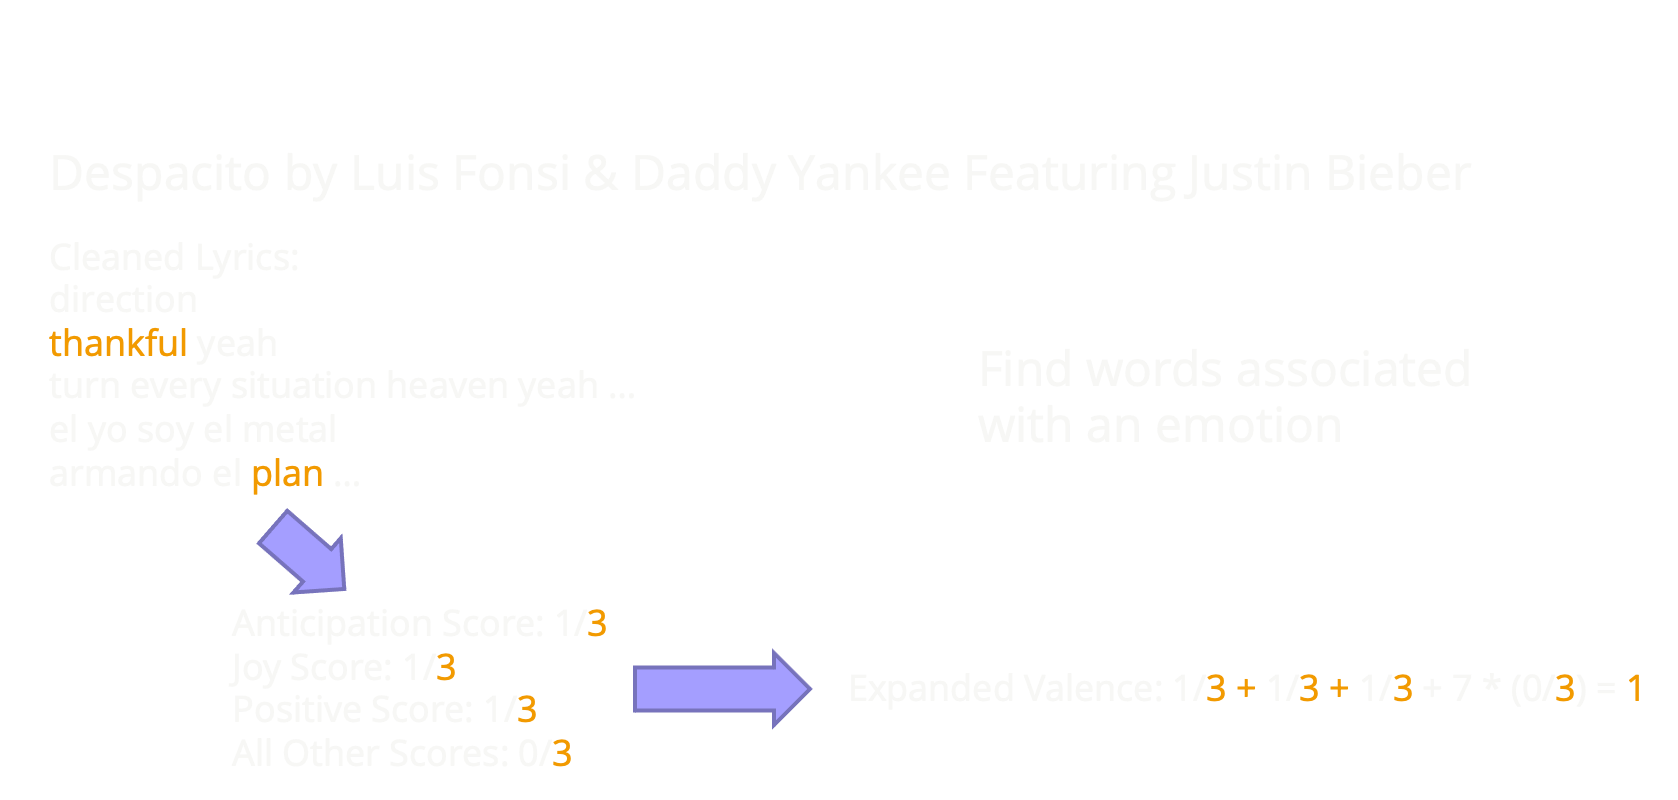 Despacito by Luis Fonsi & Daddy Yankee Featuring Justin Bieber
Cleaned Lyrics:
direction
thankful yeah
turn every situation heaven yeah ...
el yo soy el metal
armando el plan ...
Find words associated
with an emotion
Anticipation Score: 1/3
Joy Score: 1/3
Positive Score: 1/3
All Other Scores: 0/3
Expanded Valence: 1/3 + 1/3 + 1/3 + 7 * (0/3) = 1